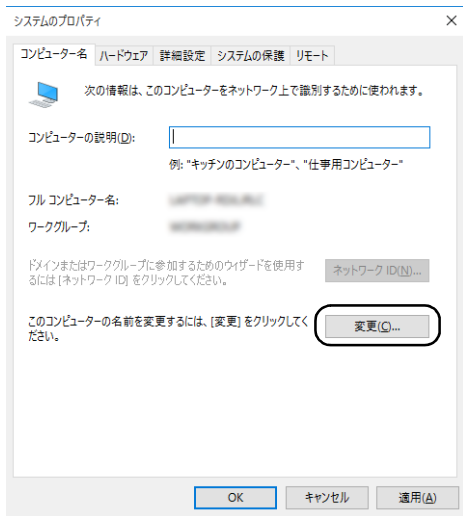 システムのプロパティ
コンピューター名 ハードウェア 詳細設定 システムの保護 リモート
次の情報は、このコンピューターをネットワーク上で識別するために使われます。
コンピューターの説明(D):
例: "キッチンのコンピューター"、"仕事用コンピューター"
フル コンピューター名:
ワークグループ:
ドメインまたはワークグループに参加するためのウィザードを使用す
るには [ネットワーク ID] をクリックしてください。
ネットワーク ID(N)...
このコンピューターの名前を変更するには、[変更] をクリックしてく
ださい。
変更(C)...
OK キャンセル 適用(A)